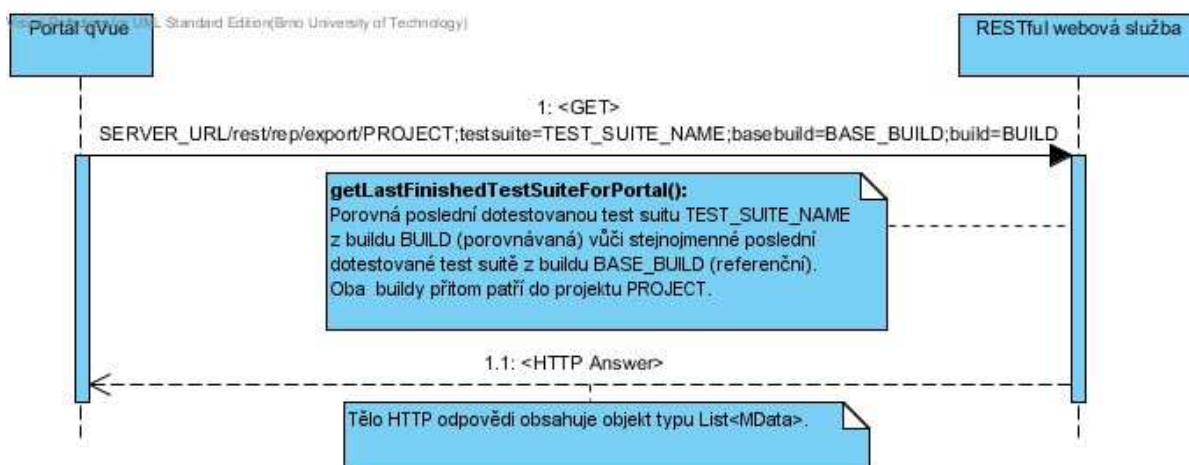 UML Standard Edition(Brno University of Technology)
Portál qVue
RESTful webová služba
1: <GET>
SERVER_URL/rest/rep/export/PROJECT;testsuite=TEST_SUITE_NAME;basebuild=BASE_BUILD;build=BUILD
getLastFinishedTestSuiteForPortal():
Porovná poslední dotestovanou test suitu TEST_SUITE_NAME
z buildu BUILD (porovnávaná) vůči stejnojmenné poslední
dotestované test suitě z buildu BASE_BUILD (referenční).
Oba buildy přitom patří do projektu PROJECT.
1.1: <HTTP Answer>
Tělo HTTP odpovědi obsahuje objekt typu List<MData>.